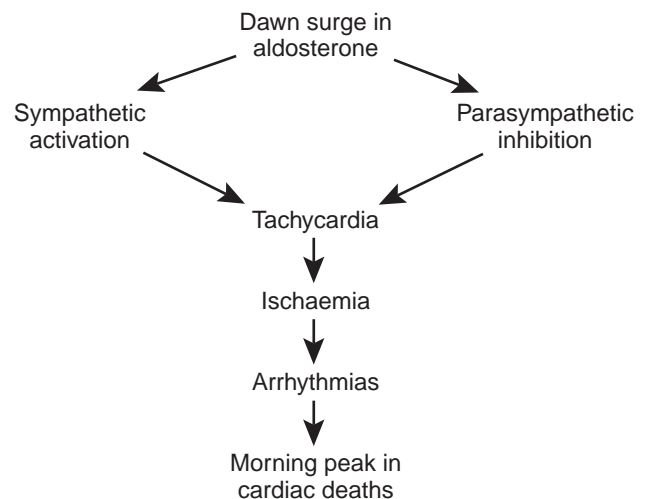 Dawn surge in
aldosterone
Sympathetic
activation
Parasympathetic
inhibition
Tachycardia
Ischaemia
Arrhythmias
Morning peak in
cardiac deaths